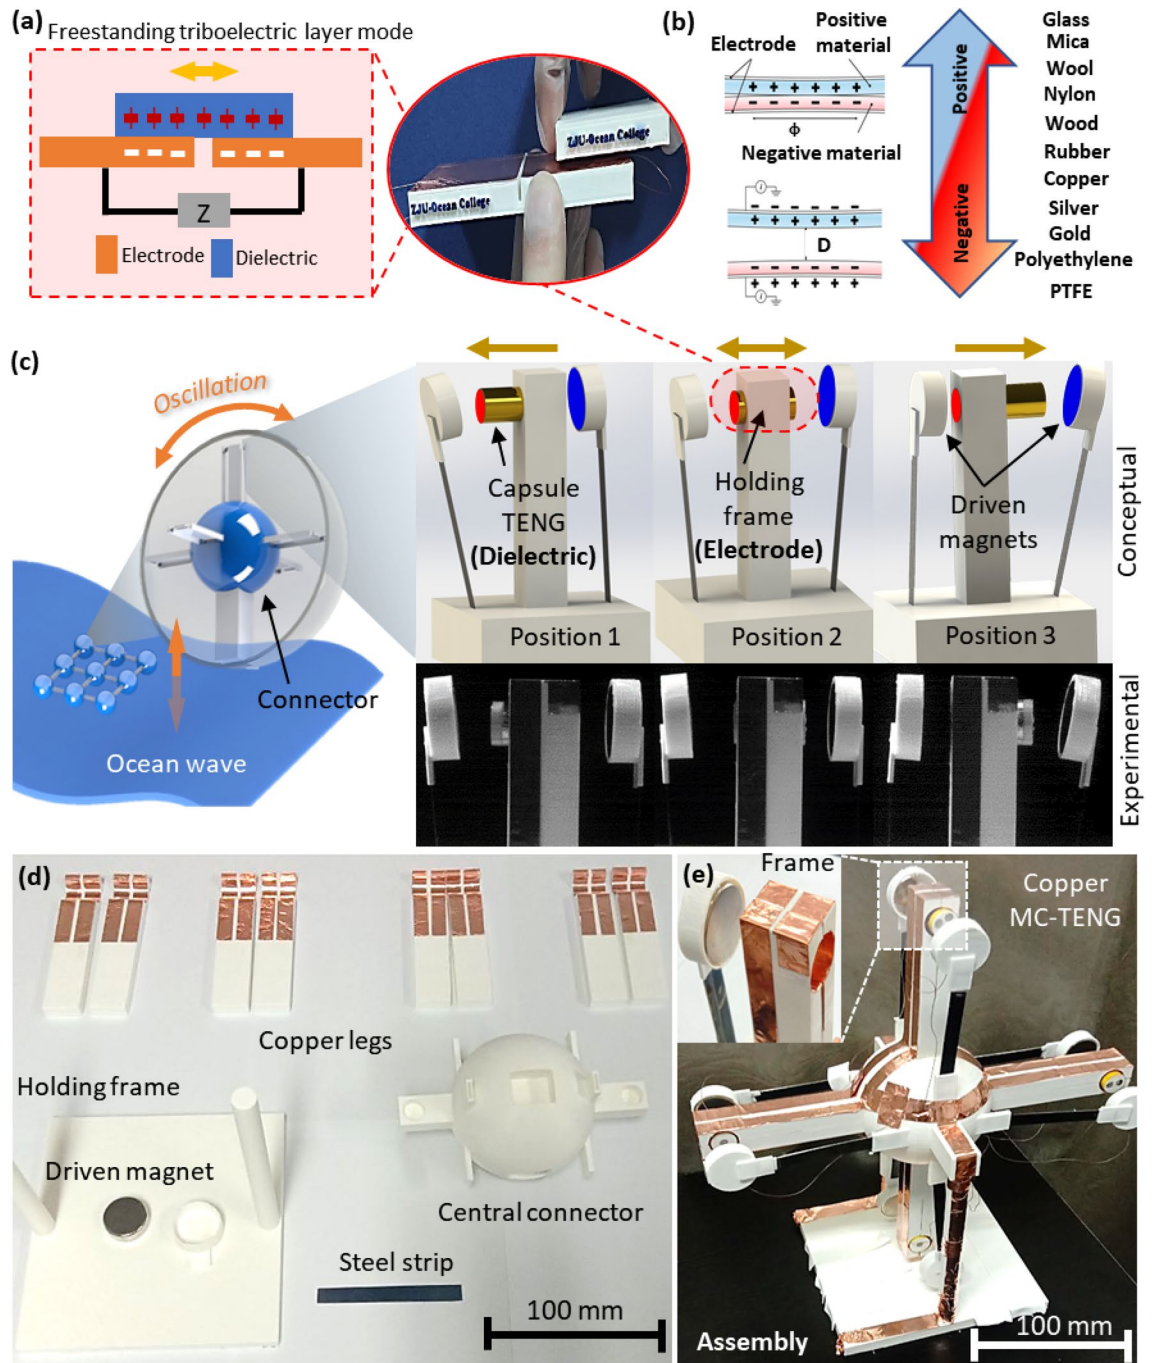 (a)
Freestanding triboelectric layer mode
Z
Electrode
Dielectric
ZJU-Ocean College
ZJU-Ocean College
(b)
Electrode
Positive
material
ϕ
Negative material
i
D
i
Positive
Negative
Glass
Mica
Wool
Nylon
Wood
Rubber
Copper
Silver
Gold
Polyethylene
PTFE
(c)
Oscillation
Connector
Ocean wave
Capsule
TENG
(Dielectric)
Position 1
Holding
frame
(Electrode)
Position 2
Driven
magnets
Position 3
Conceptual
Experimental
(d)
Copper legs
Holding frame
Driven magnet
Central connector
Steel strip
100 mm
(e)
Frame
Copper
MC-TENG
Assembly
100 mm